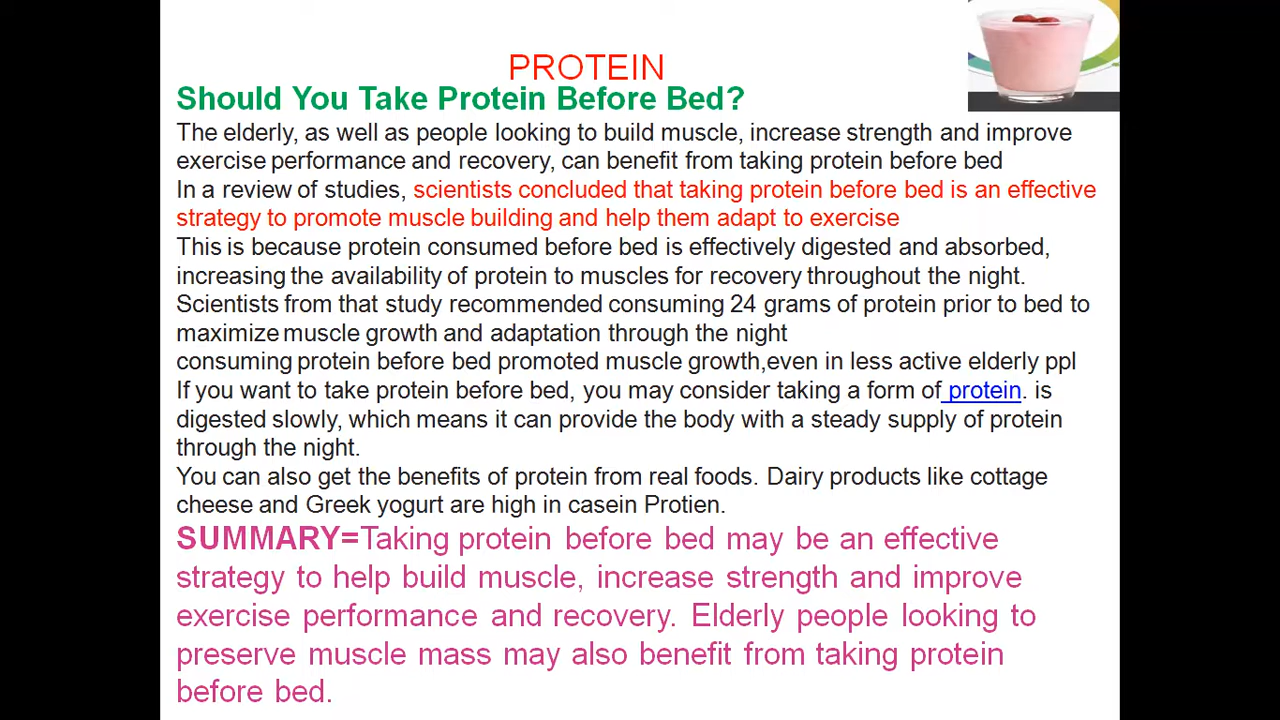 PROTEIN
Should You Take Protein Before Bed?
The elderly, as well as people looking to build muscle, increase strength and improve
exercise performance and recovery, can benefit from taking protein before bed
In a review of studies, scientists concluded that taking protein before bed is an effective
strategy to promote muscle building and help them adapt to exercise
This is because protein consumed before bed is effectively digested and absorbed,
increasing the availability of protein to muscles for recovery throughout the night.
Scientists from that study recommended consuming 24 grams of protein prior to bed to
maximize muscle growth and adaptation through the night
consuming protein before bed promoted muscle growth,even in less active elderly ppl
If you want to take protein before bed, you may consider taking a form of protein. is
digested slowly, which means it can provide the body with a steady supply of protein
through the night.
You can also get the benefits of protein from real foods. Dairy products like cottage
cheese and Greek yogurt are high in casein Protien.
SUMMARY=Taking protein before bed may be an effective
strategy to help build muscle, increase strength and improve
exercise performance and recovery. Elderly people looking to
preserve muscle mass may also benefit from taking protein
before bed.